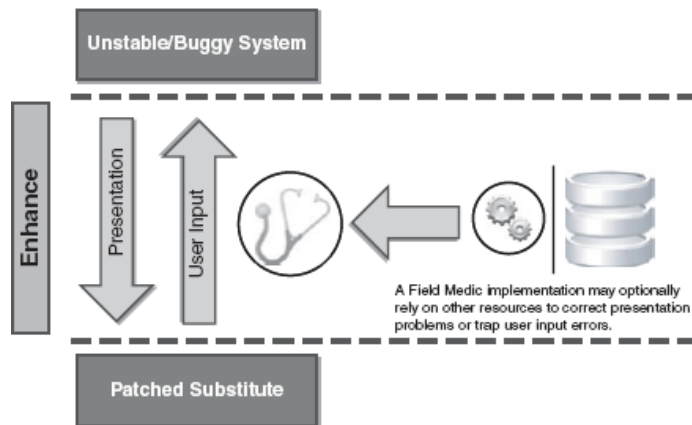 Unstable/Buggy System
Enhance
Presentation
User Input
A Field Medic implementation may optionally
rely on other resources to correct presentation
problems or trap user input errors.
Patched Substitute